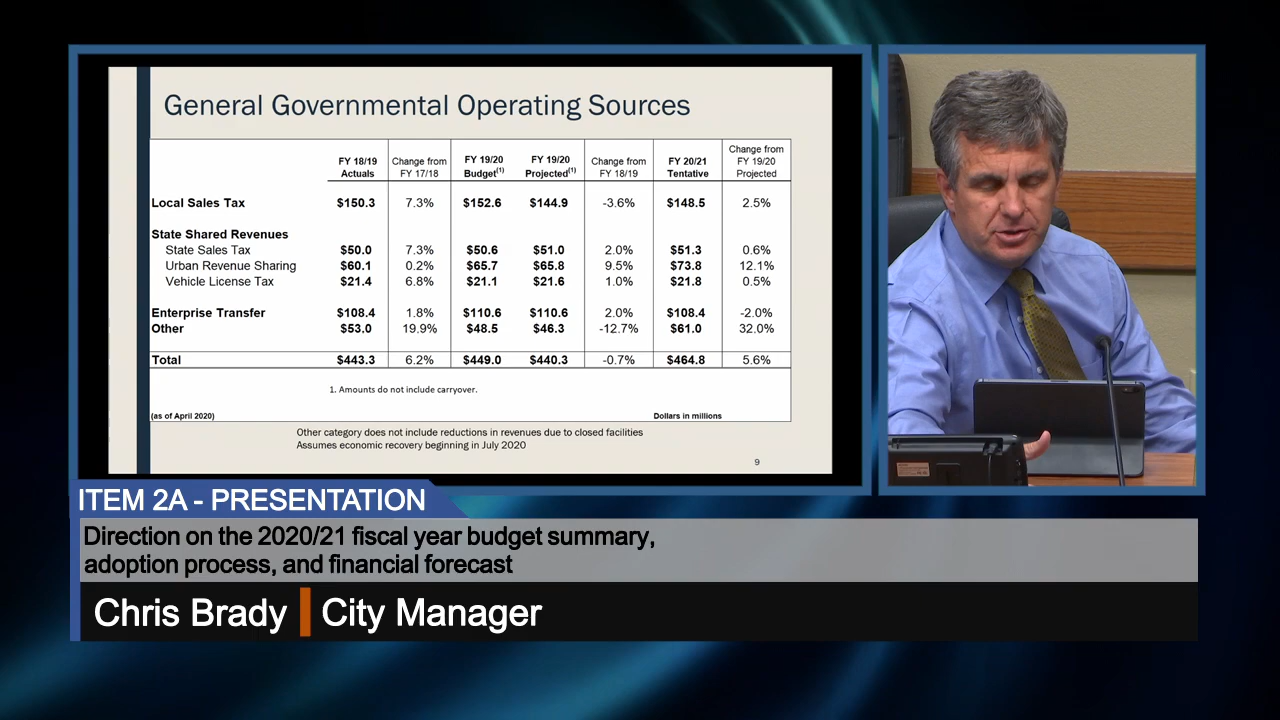 General Governmental Operating Sources
FY 18/19 Actuals Change from FY 17/18 FY 19/20 Budget(1) FY 19/20 Projected(1) Change from FY 18/19 FY 20/21 Tentative Change from FY 19/20 Projected
Local Sales Tax $150.3 7.3% $152.6 $144.9 -3.6% $148.5 2.5%
State Shared Revenues
State Sales Tax $50.0 7.3% $50.6 $51.0 2.0% $51.3 0.6%
Urban Revenue Sharing $60.1 0.2% $65.7 $65.8 9.5% $73.8 12.1%
Vehicle License Tax $21.4 6.8% $21.1 $21.6 1.0% $21.8 0.5%
Enterprise Transfer $108.4 1.8% $110.6 $110.6 2.0% $108.4 -2.0%
Other $53.0 19.9% $48.5 $46.3 -12.7% $61.0 32.0%
Total $443.3 6.2% $449.0 $440.3 -0.7% $464.8 5.6%
1. Amounts do not include carryover.
(as of April 2020) Dollars in millions
Other category does not include reductions in revenues due to closed facilities
Assumes economic recovery beginning in July 2020
9
ITEM 2A - PRESENTATION
Direction on the 2020/21 fiscal year budget summary,
adoption process, and financial forecast
Chris Brady City Manager